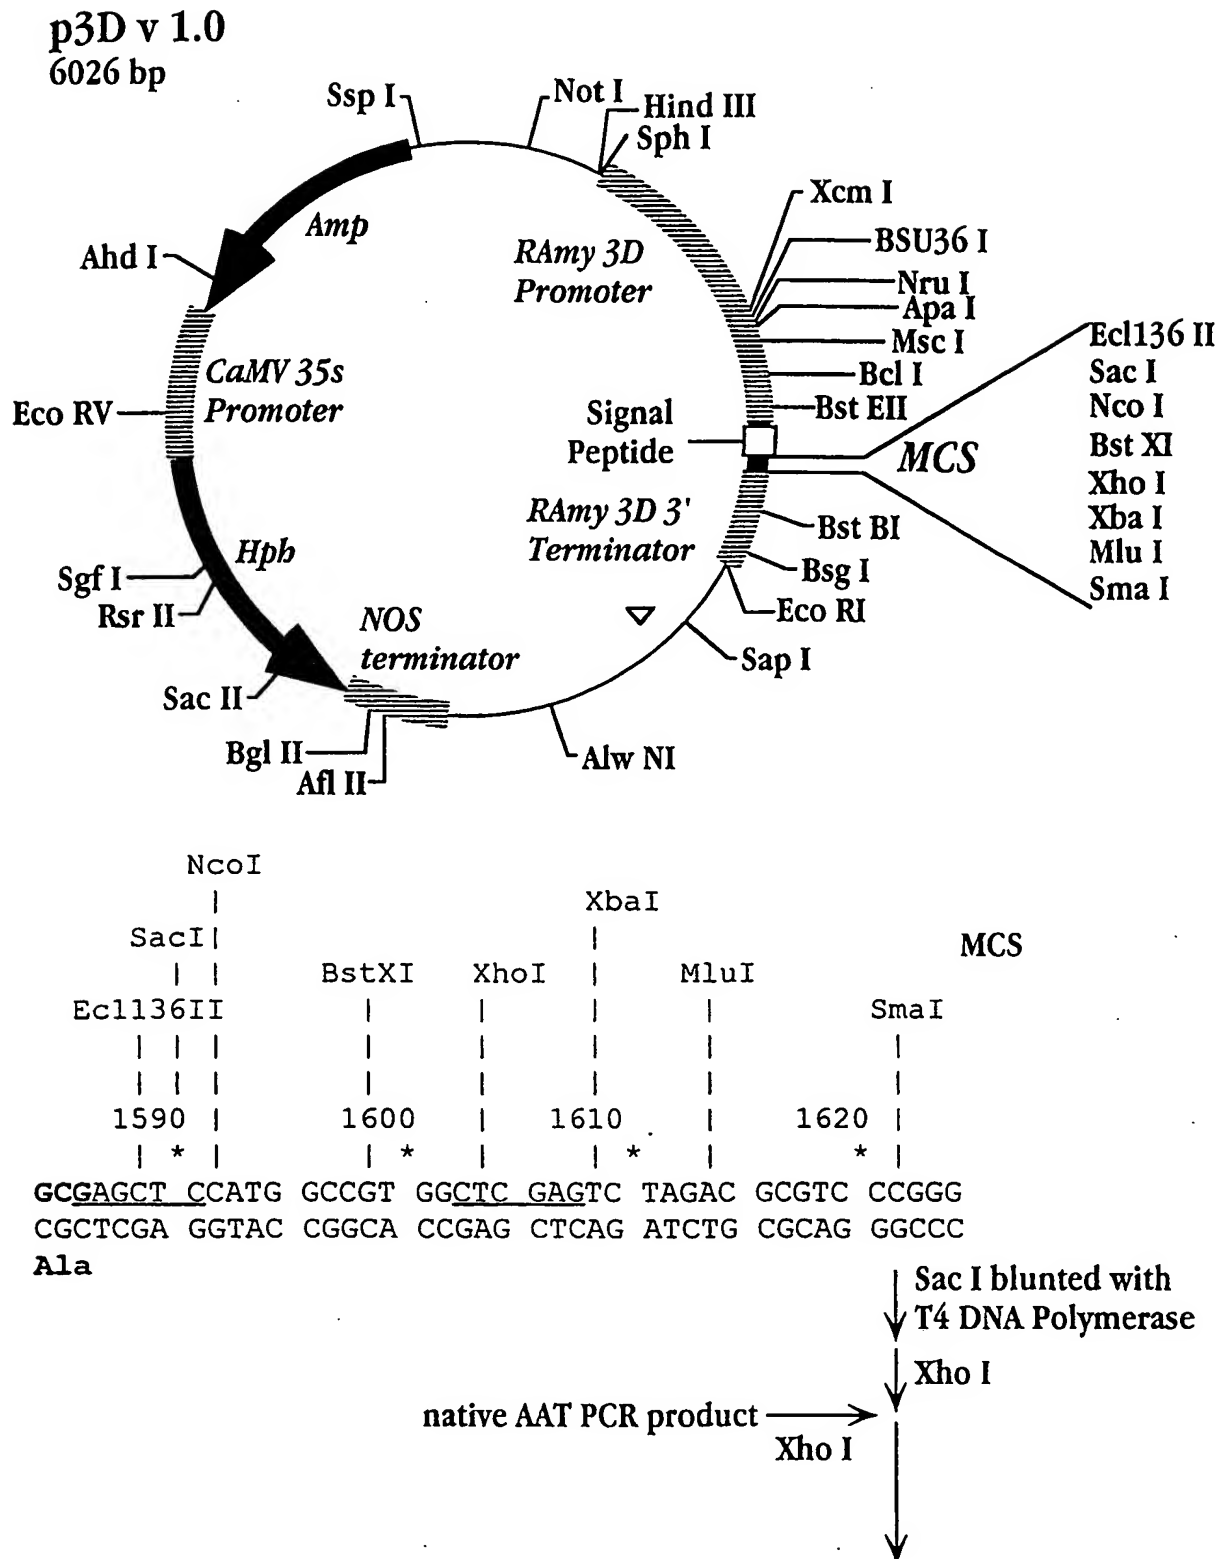 p3D v 1.0
6026 bp
Ssp I
Not I
Hind III
Sph I
Xcm I
BSU36 I
Nru I
Apa I
Msc I
Bcl I
Bst EII
Amp
Ahd I
RAmy 3D
Promoter
CaMV 35s
Promoter
Eco RV
Signal
Peptide
MCS
Ecl136 II
Sac I
Nco I
Bst XI
Xho I
Xba I
Mlu I
Sma I
RAmy 3D 3'
Terminator
Bst BI
Bsg I
Eco RI
Sap I
Hph
Sgf I
Rsr II
NOS
terminator
Sac II
Bgl II
Afl II
Alw NI
NcoI
XbaI
SacI
MCS
BstXI XhoI MluI
Ecl136II SmaI
1590 1600 1610 1620
* * * *
GCGAGCT CCATG GCCGT GGCTC GAGTC TAGAC GCGTC CCGGG
CGCTCGA GGTAC CGGCA CCGAG CTCAG ATCTG CGCAG GGCCC
Ala
Sac I blunted with
T4 DNA Polymerase
Xho I
native AAT PCR product
Xho I